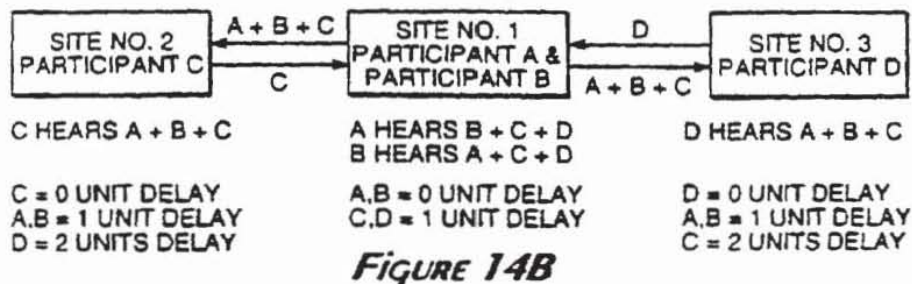 SITE NO. 2
PARTICIPANT C
A + B + C
C
SITE NO. 1
PARTICIPANT A &
PARTICIPANT B
D
A + B + C
SITE NO. 3
PARTICIPANT D
C HEARS A + B + C
A HEARS B + C + D
B HEARS A + C + D
D HEARS A + B + C
C = 0 UNIT DELAY
A,B = 1 UNIT DELAY
D = 2 UNITS DELAY
A,B = 0 UNIT DELAY
C,D = 1 UNIT DELAY
D = 0 UNIT DELAY
A,B = 1 UNIT DELAY
C = 2 UNITS DELAY
FIGURE 14B